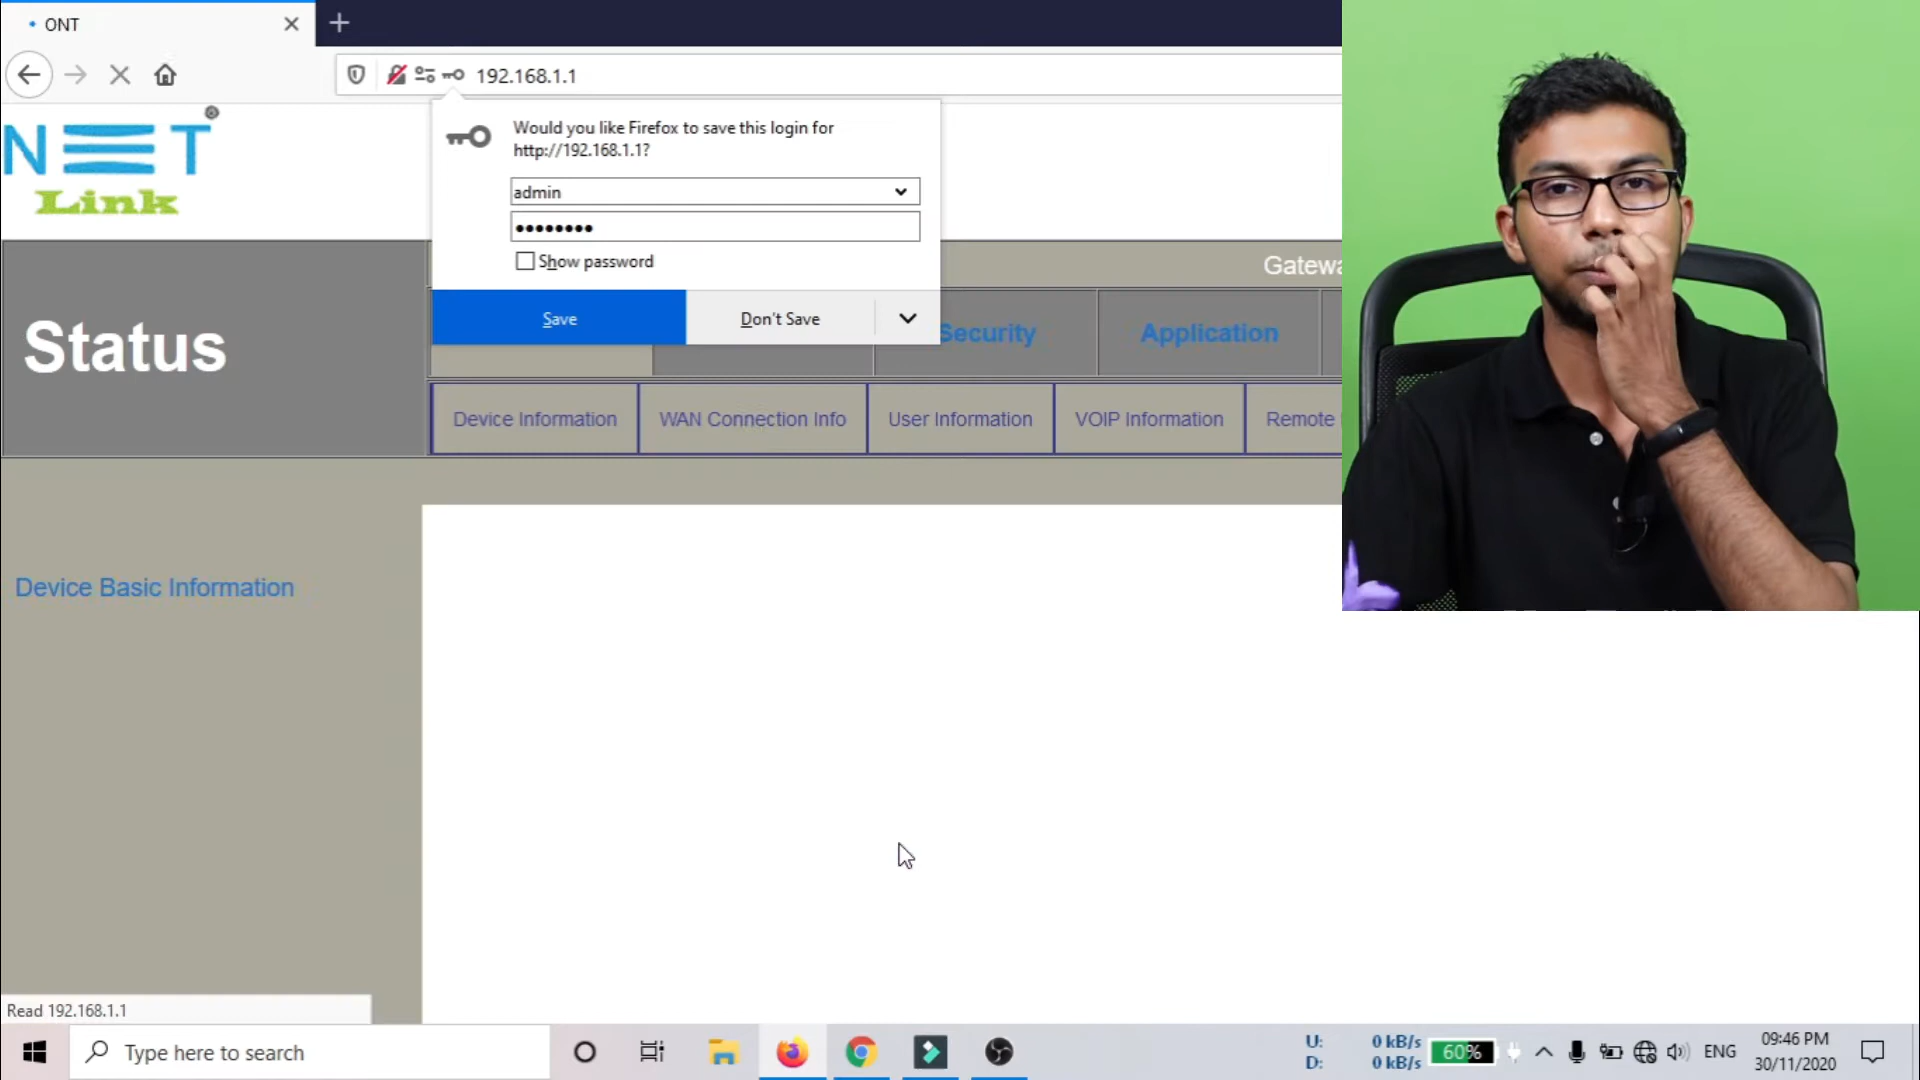 ONT
192.168.1.1
NET
Link
Would you like Firefox to save this login for
http://192.168.1.1?
admin
Show password
Save
Don't Save
Status
Security
Application
Device Information
WAN Connection Info
User Information
VOIP Information
Remote
Device Basic Information
Read 192.168.1.1
Type here to search
U: 0 kB/s
D: 0 kB/s
60%
ENG
09:46 PM
30/11/2020